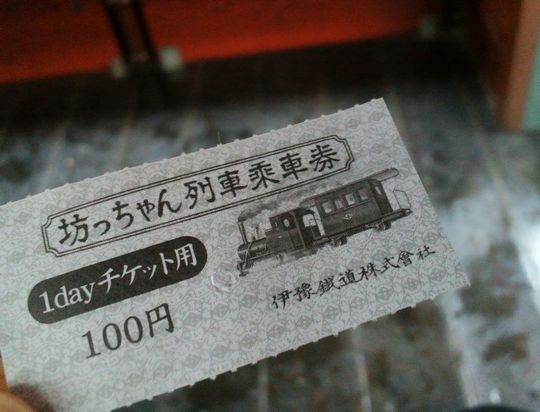 坊っちゃん列車乗車券
1dayチケット用
100円
伊豫鐵道株式會社